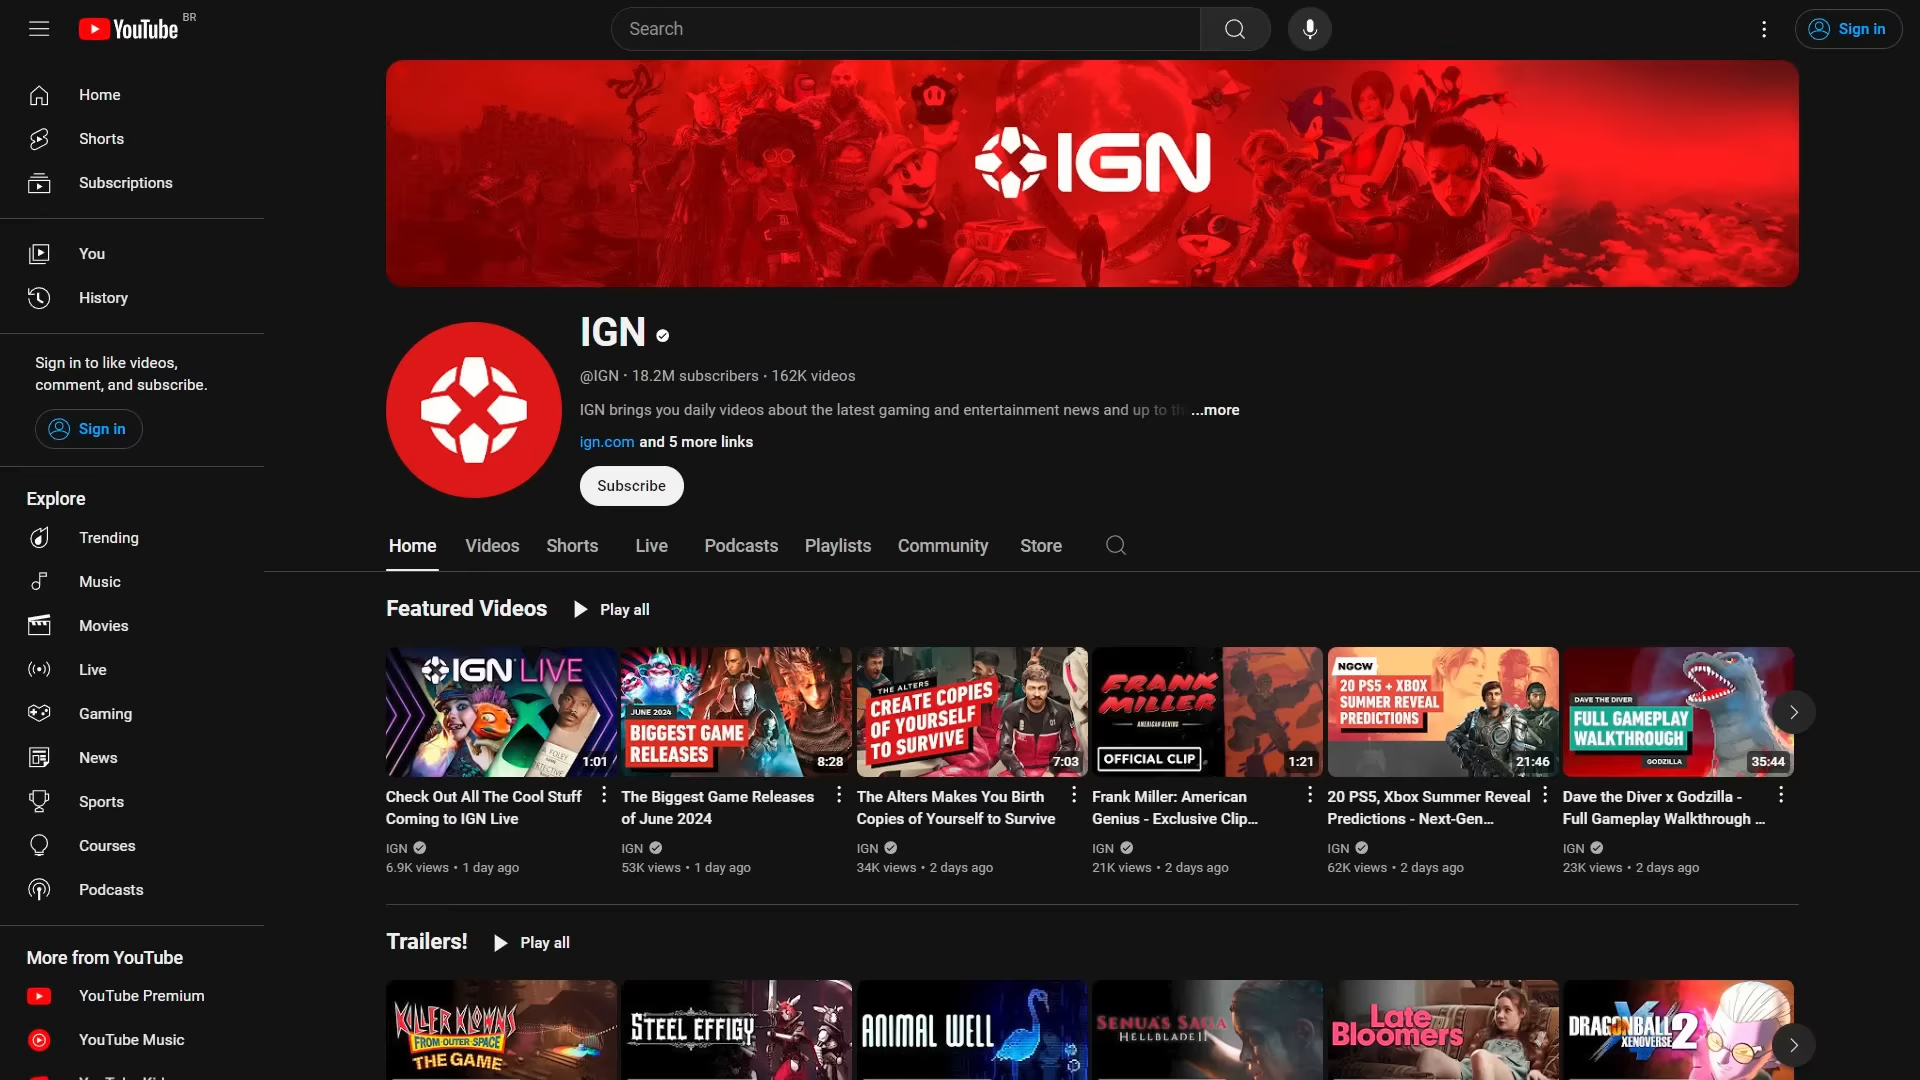 YouTube BR
Search
Sign in
Home
Shorts
Subscriptions
You
History
Sign in to like videos,
comment, and subscribe.
Sign in
Explore
Trending
Music
Movies
Live
Gaming
News
Sports
Courses
Podcasts
More from YouTube
YouTube Premium
YouTube Music
IGN
IGN
@IGN • 18.2M subscribers • 162K videos
IGN brings you daily videos about the latest gaming and entertainment news and up to ...more
ign.com and 5 more links
Subscribe
Home Videos Shorts Live Podcasts Playlists Community Store
Featured Videos Play all
IGN LIVE
1:01
Check Out All The Cool Stuff
Coming to IGN Live
IGN
6.9K views • 1 day ago
JUNE 2024
BIGGEST GAME
RELEASES
8:28
The Biggest Game Releases
of June 2024
IGN
53K views • 1 day ago
THE ALTERS
CREATE COPIES
OF YOURSELF
TO SURVIVE
7:03
The Alters Makes You Birth
Copies of Yourself to Survive
IGN
34K views • 2 days ago
FRANK
MILLER
AMERICAN GENIUS
OFFICIAL CLIP
1:21
Frank Miller: American
Genius - Exclusive Clip...
IGN
21K views • 2 days ago
NGCW
20 PS5 + XBOX
SUMMER REVEAL
PREDICTIONS
21:46
20 PS5, Xbox Summer Reveal
Predictions - Next-Gen...
IGN
62K views • 2 days ago
DAVE THE DIVER
FULL GAMEPLAY
WALKTHROUGH
GODZILLA
35:44
Dave the Diver x Godzilla -
Full Gameplay Walkthrough ...
IGN
23K views • 2 days ago
Trailers! Play all
KILLER KLOWNS
FROM OUTER SPACE
THE GAME
STEEL EFFIGY
ANIMAL WELL
SENUA'S SAGA
HELLBLADE II
Late
Bloomers
DRAGONBALL
XENOVERSE 2